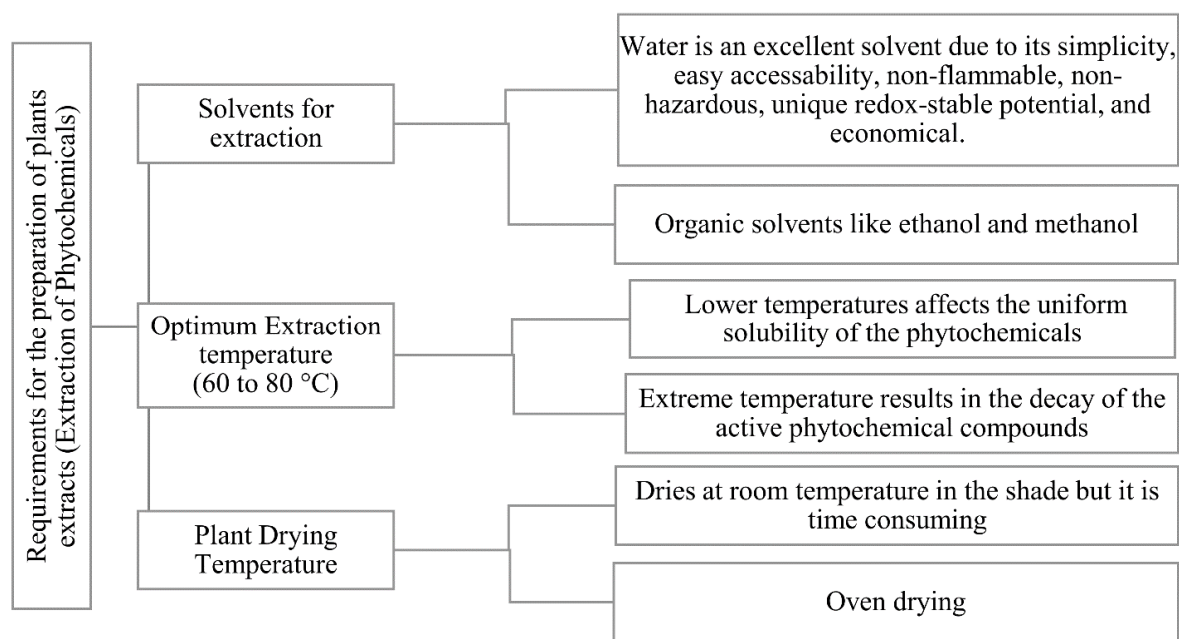 Requirements for the preparation of plants
extracts (Extraction of Phytochemicals)
Solvents for
extraction
Water is an excellent solvent due to its simplicity,
easy accessability, non-flammable, non-
hazardous, unique redox-stable potential, and
economical.
Organic solvents like ethanol and methanol
Optimum Extraction
temperature
(60 to 80 °C)
Lower temperatures affects the uniform
solubility of the phytochemicals
Extreme temperature results in the decay of the
active phytochemical compounds
Plant Drying
Temperature
Dries at room temperature in the shade but it is
time consuming
Oven drying